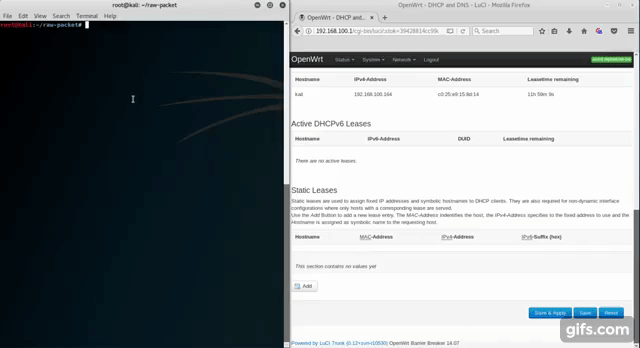 root@kali: ~/raw-packet
File Edit View Search Terminal Help
root@kali:~/raw-packet#
OpenWrt - DHCP and DNS - LuCI - Mozilla Firefox
OpenWrt - DHCP and ...
192.168.100.1/cgi-bin/luci/;stok=39428814cc59c
Search
OpenWrt Status System Network Logout
AUTO REFRESH ON
Hostname IPv4-Address MAC-Address Leasetime remaining
kali 192.168.100.164 c0:25:e9:15:8d:14 11h 59m 9s
Active DHCPv6 Leases
Hostname IPv6-Address DUID Leasetime remaining
There are no active leases.
Static Leases
Static leases are used to assign fixed IP addresses and symbolic hostnames to DHCP clients. They are also required for non-dynamic interface
configurations where only hosts with a corresponding lease are served.
Use the Add Button to add a new lease entry. The MAC-Address indentifies the host, the IPv4-Address specifies to the fixed address to use and the
Hostname is assigned as symbolic name to the requesting host.
Hostname MAC-Address IPv4-Address IPv6-Suffix (hex)
This section contains no values yet
Add
Save & Apply Save Reset
Powered by LuCI Trunk (0.12+svn-r10530) OpenWrt Barrier Breaker 14.07
gifs.com